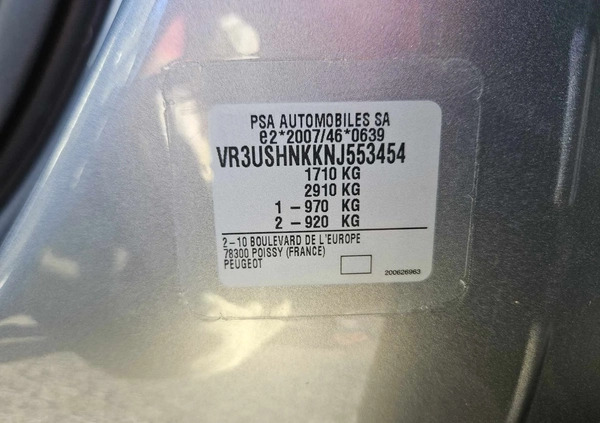 PSA AUTOMOBILES SA
e2*2007/46*0639
VR3USHNKKNJ553454
1710 KG
2910 KG
1 – 970 KG
2 – 920 KG
2 – 10 BOULEVARD DE L'EUROPE
78300 POISSY (FRANCE)
PEUGEOT
200626963